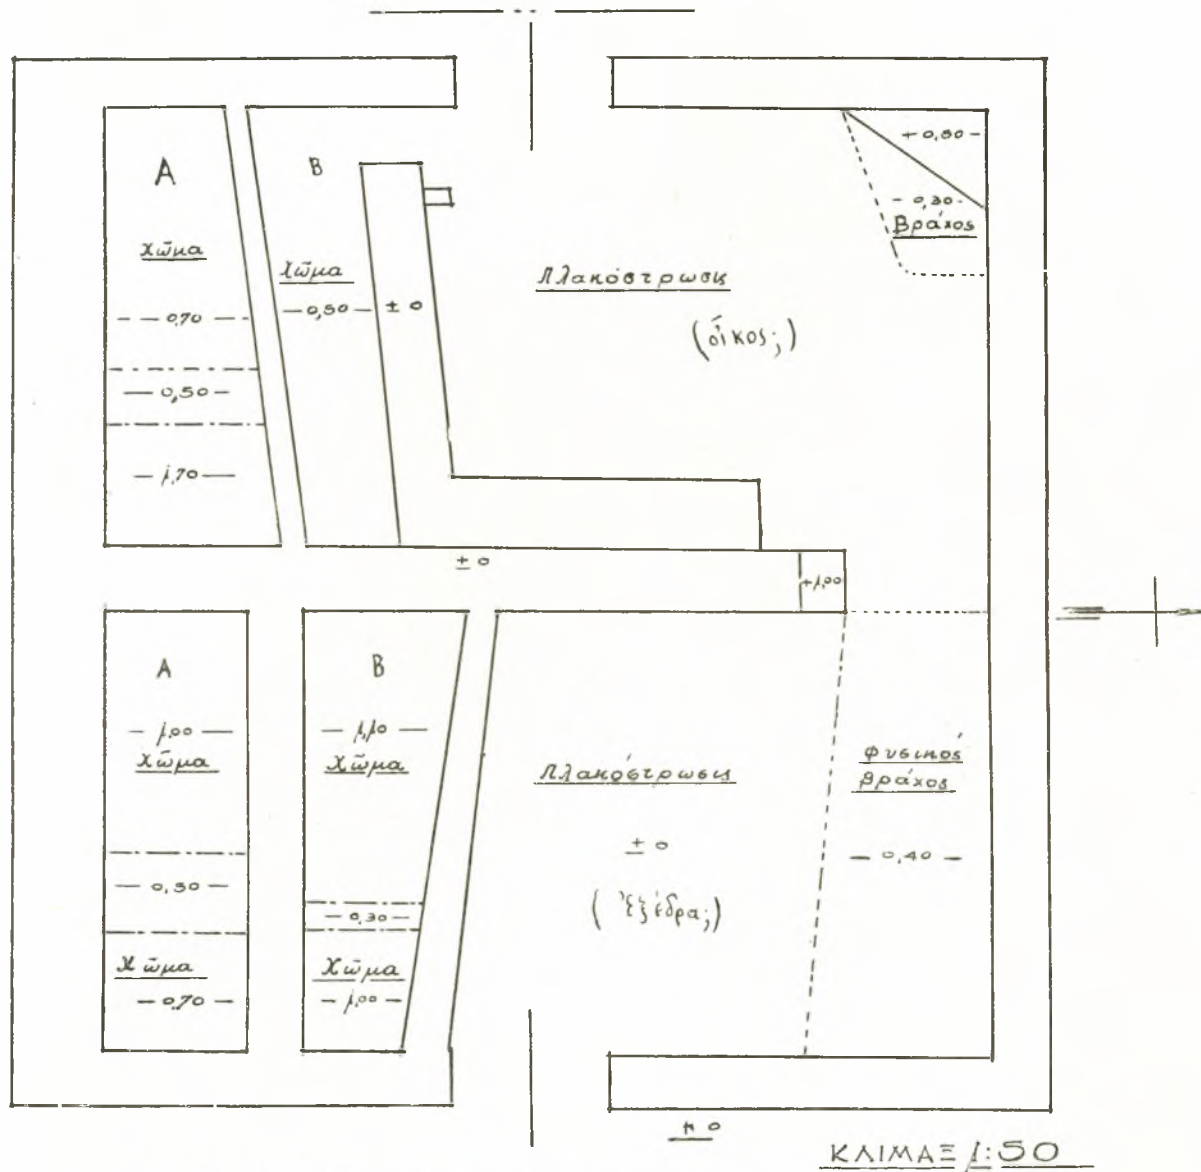 Α
Β
+ 0,80 -
- 0,30 -
Βράχος
Χῶμα
Χῶμα
Πλακόστρωσις
- 0,50 -
± 0
- 0,70 -
(οἶκος;)
- 0,50 -
- 1,70 -
± 0
+1,00
Α
Β
- 1,00 -
Χῶμα
- 1,10 -
Χῶμα
Πλακόστρωσις
Φυσικός
βράχος
± 0
- 0,40 -
- 0,50 -
(Ἐξέδρα;)
- 0,30 -
Χῶμα
- 0,70 -
Χῶμα
- 1,00 -
ΚΛΙΜΑΞ 1:50